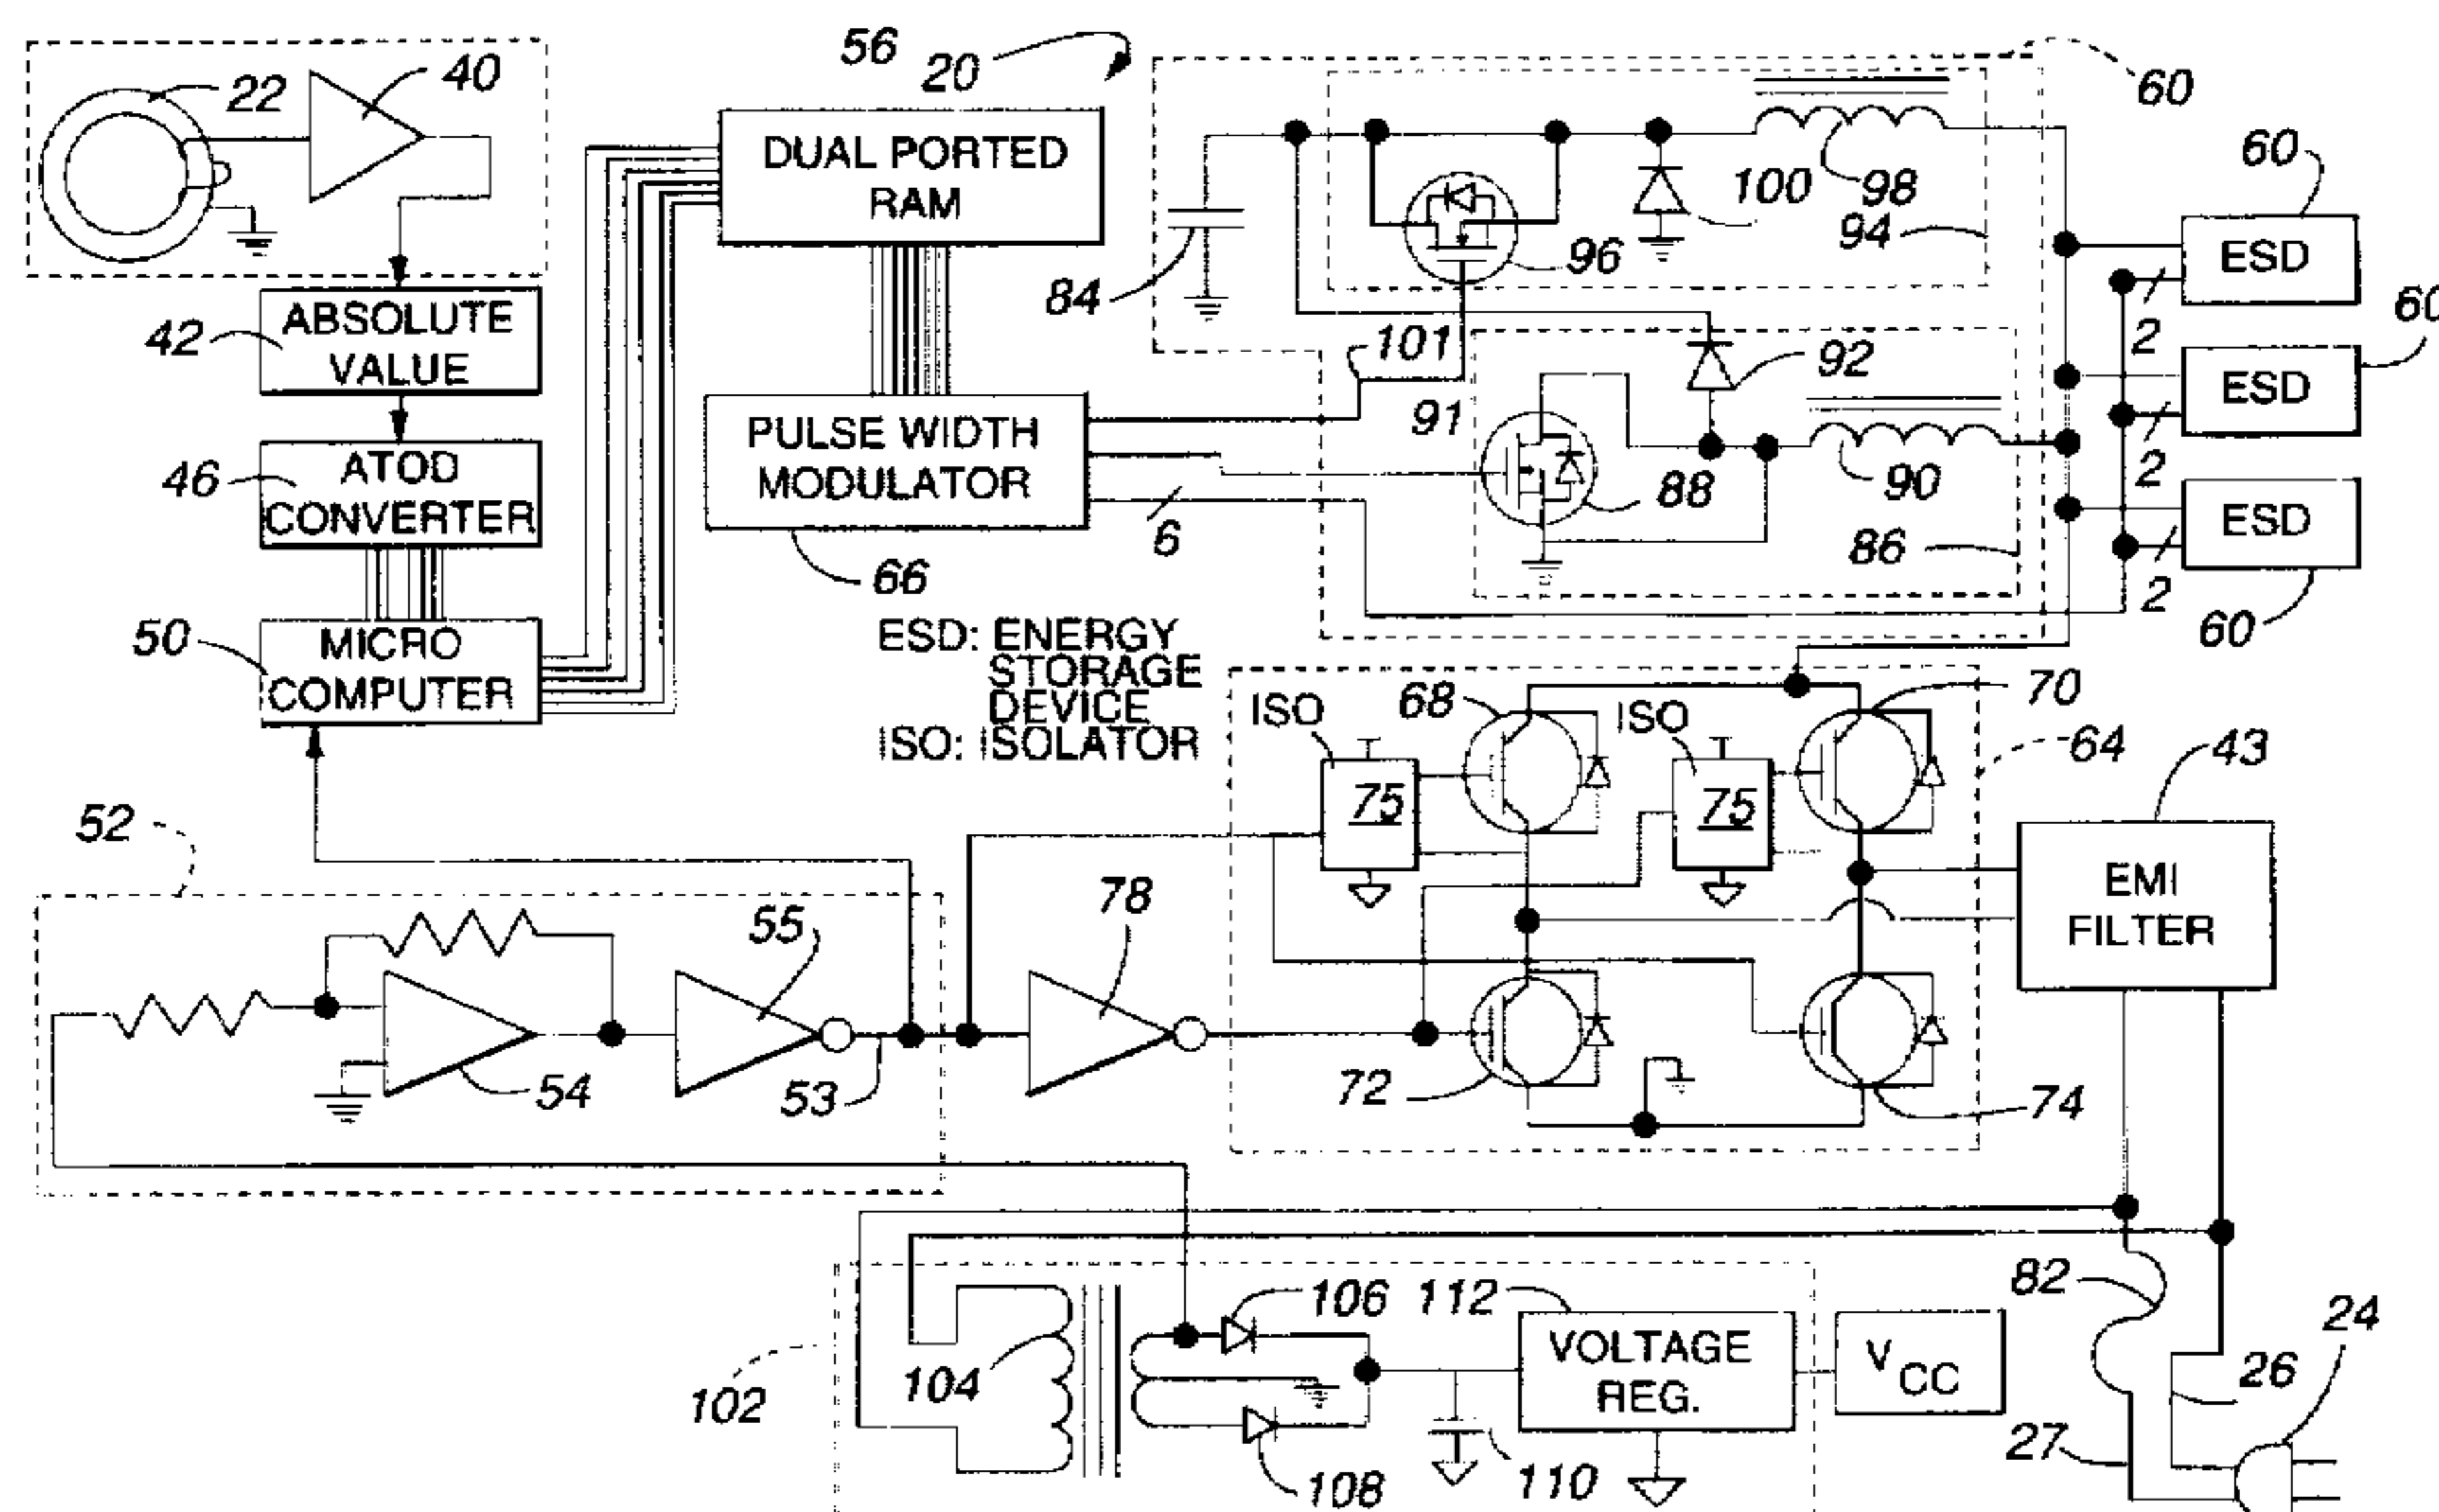 56
20
60
22
40
DUAL PORTED
RAM
100
98
94
96
84
60
ESD
2
60
ESD
2
ESD
2
60
42
ABSOLUTE
VALUE
101
92
91
46
ATOD
CONVERTER
PULSE WIDTH
MODULATOR
6
66
88
90
86
50
MICRO
COMPUTER
ESD: ENERGY
STORAGE
DEVICE
ISO: ISOLATOR
ISO
68
ISO
70
64
43
75
75
EMI
FILTER
52
55
78
54
53
72
74
82
24
106
112
104
VOLTAGE
REG.
VCC
26
102
27
108
110